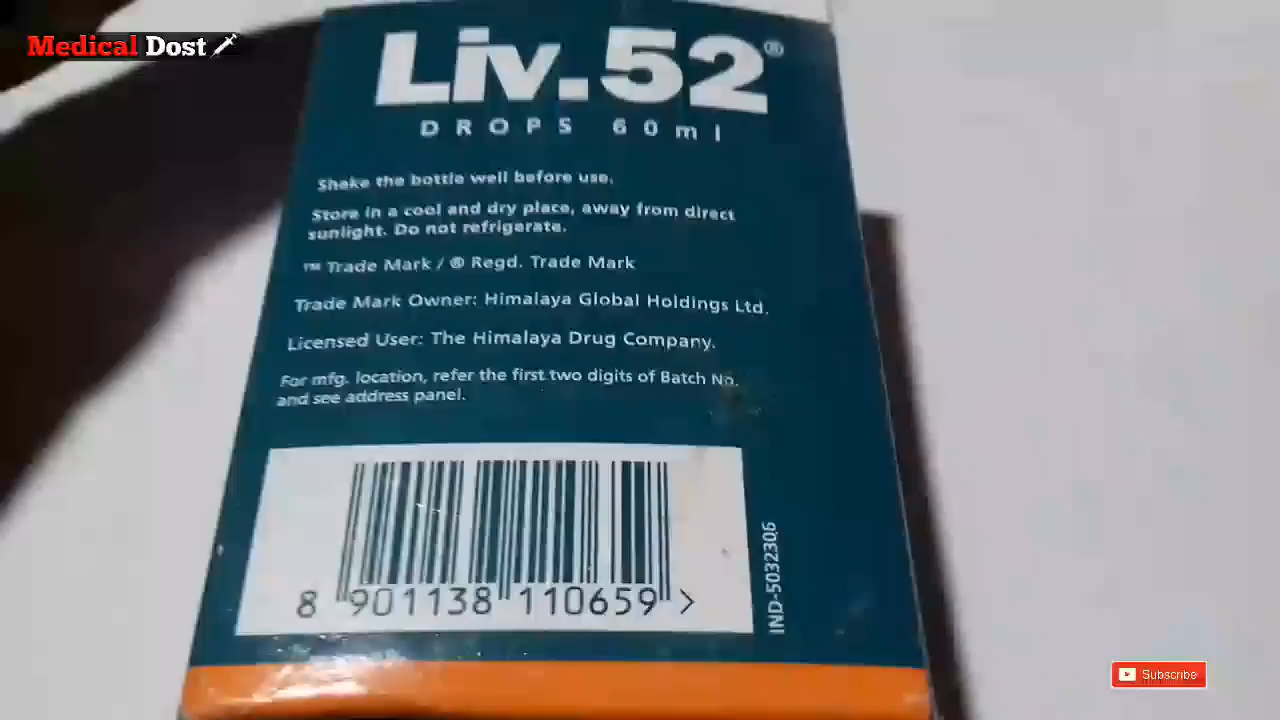 Medical Dost
Liv.52®
DROPS 60ml
Shake the bottle well before use.
Store in a cool and dry place, away from direct
sunlight. Do not refrigerate.
™ Trade Mark / ® Regd. Trade Mark
Trade Mark Owner: Himalaya Global Holdings Ltd.
Licensed User: The Himalaya Drug Company.
For mfg. location, refer the first two digits of Batch No.
and see address panel.
8 901138 110659 >
IND-5032306
Subscribe